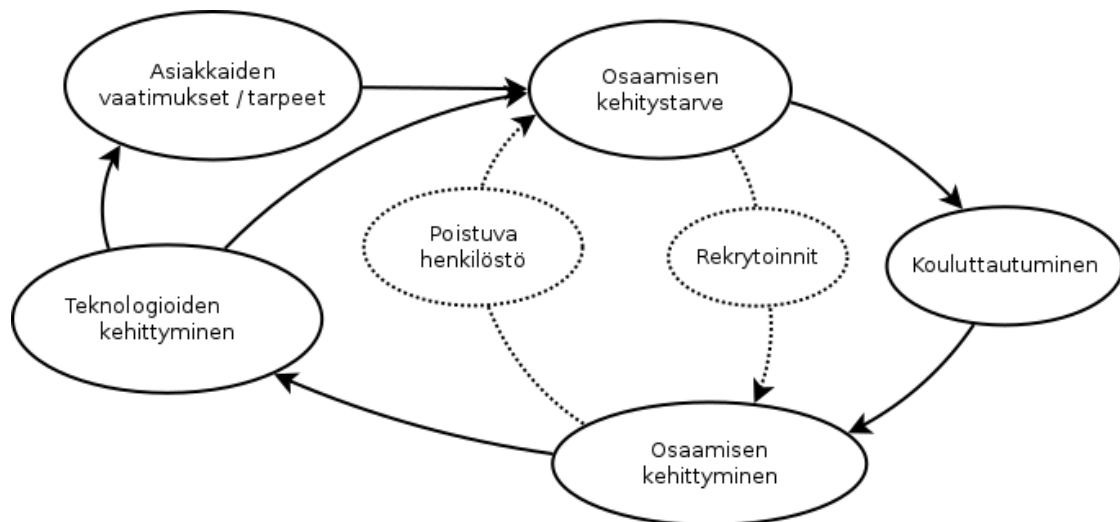 Asiakkaiden
vaatimukset / tarpeet
Osaamisen
kehitystarve
Poistuva
henkilöstö
Rekrytoinnit
Kouluttautuminen
Teknologioiden
kehittyminen
Osaamisen
kehittyminen